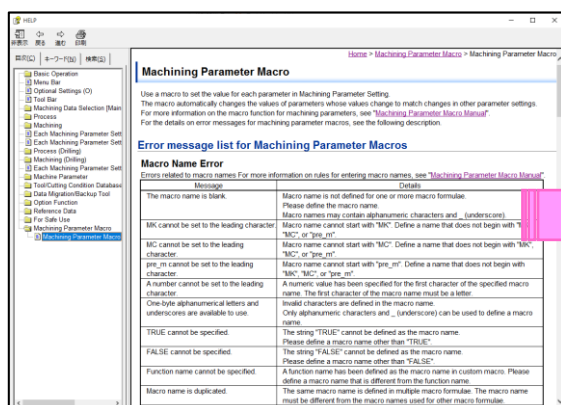 HELP
非表示 戻る 進む 印刷
目次(C) キーワード(N) 検索(S)
Basic Operation
Menu Bar
Optional Settings (O)
Tool Bar
Machining Data Selection [Main
Process
Machining
Each Machining Parameter Sett
Each Machining Parameter Sett
Process (Drilling)
Machining (Drilling)
Each Machining Parameter Sett
Machine Parameter
Tool/Cutting Condition Database
Data Migration/Backup Tool
Option Function
Reference Data
For Safe Use
Machining Parameter Macro
Machining Parameter Macro
Home > Machining Parameter Macro > Machining Parameter Macro
Machining Parameter Macro
Use a macro to set the value for each parameter in Parameter Setting.
The macro automatically changes the values of parameters whose values change to match changes in other parameter settings.
For more information on the macro function for machining parameters, see "Machining Parameter Macro Manual".
For the details on error messages for machining parameter macros, see the following description.
Error message list for Machining Parameter Macros
Macro Name Error
Errors related to macro names For more information on rules for entering macro names, see "Machining Parameter Macro Manual".
Message Details
The macro name is blank. Macro name is not defined for one or more macro formulae.
Please define the macro name.
Macro names may contain alphanumeric characters and _ (underscore).
MK cannot be set to the leading character. Macro name cannot start with "MK". Define a name that does not begin with
"MC", or "pre_m".
MC cannot be set to the leading Macro name cannot start with "MC". Define a name that does not begin with "MK",
character. "MC", or "pre_m".
pre_m cannot be set to the leading Macro name cannot start with "pre_m". Define a name that does not begin with
character. "MK", "MC", or "pre_m".
A number cannot be set to the leading A numeric value has been specified for the first character of the specified macro
character. name. The first character of the macro name must be a letter.
One-byte alphanumerical letters and Invalid characters are defined in the macro name.
underscores are available to use. Only alphanumeric characters and _ (underscore) can be used to define a macro
name.
TRUE cannot be specified. The string "TRUE" cannot be defined as the macro name.
Please define a macro name other than "TRUE".
FALSE cannot be specified. The string "FALSE" cannot be defined as the macro name.
Please define a macro name other than "FALSE".
Function name cannot be specified. A function name has been defined as the macro name in custom macro. Please
define a macro name that is different from the function name.
Macro name is duplicated. The same macro name is defined in multiple macro formulae. The macro name
must be different from the macro names used for other macro formulae.